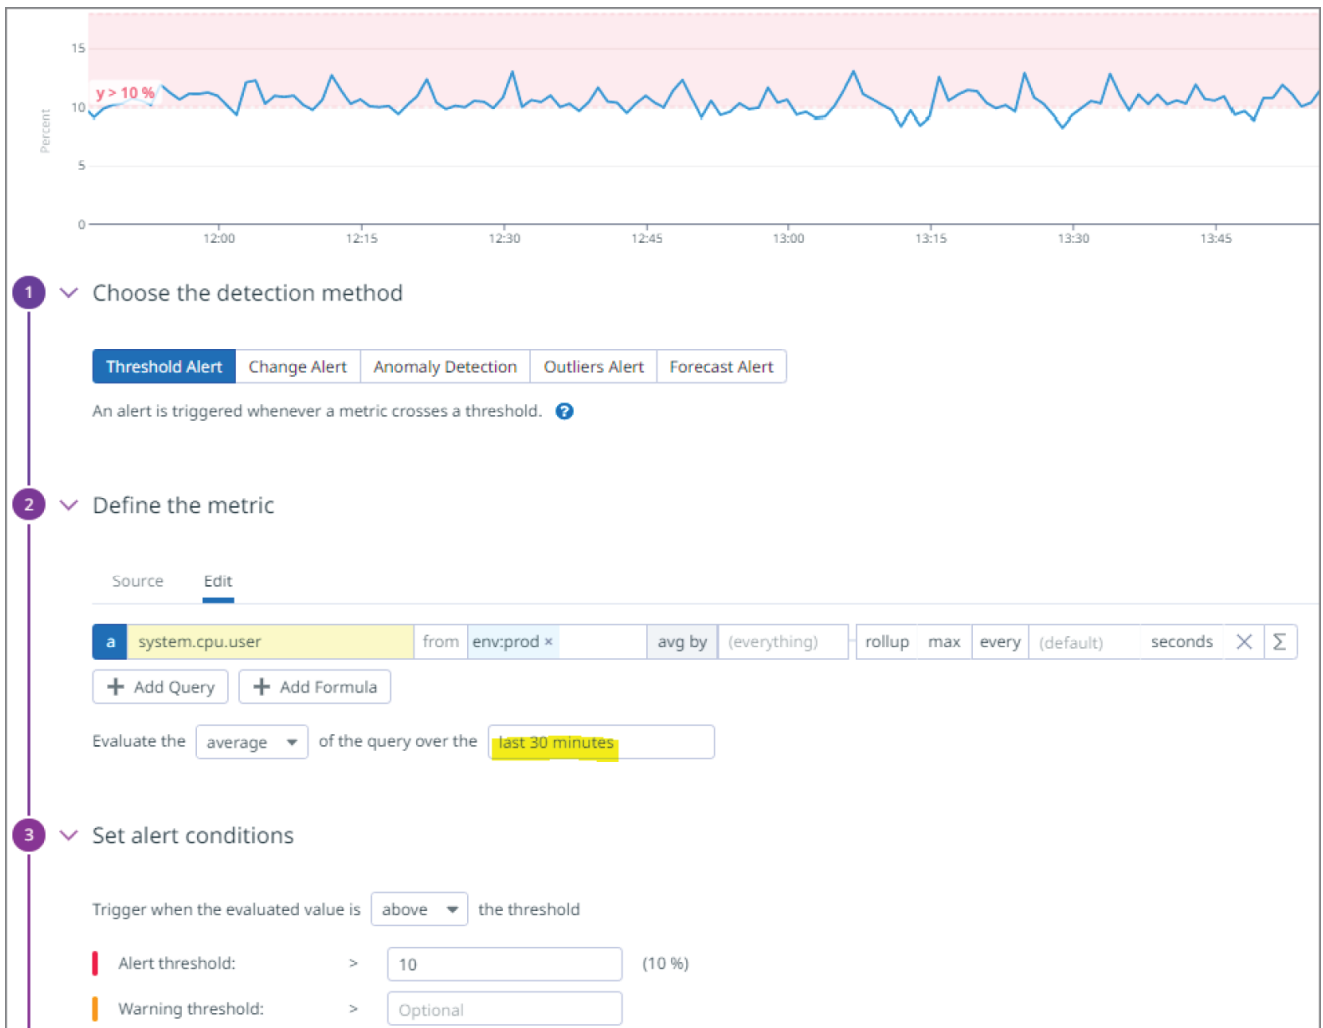 15
y > 10 %
10
Percent
5
0
12:00 12:15 12:30 12:45 13:00 13:15 13:30 13:45
1 Choose the detection method
Threshold Alert Change Alert Anomaly Detection Outliers Alert Forecast Alert
An alert is triggered whenever a metric crosses a threshold. ?
2 Define the metric
Source Edit
a system.cpu.user from env:prod × avg by (everything) rollup max every (default) seconds × Σ
+ Add Query + Add Formula
Evaluate the average of the query over the last 30 minutes
3 Set alert conditions
Trigger when the evaluated value is above the threshold
Alert threshold: > 10 (10 %)
Warning threshold: > Optional